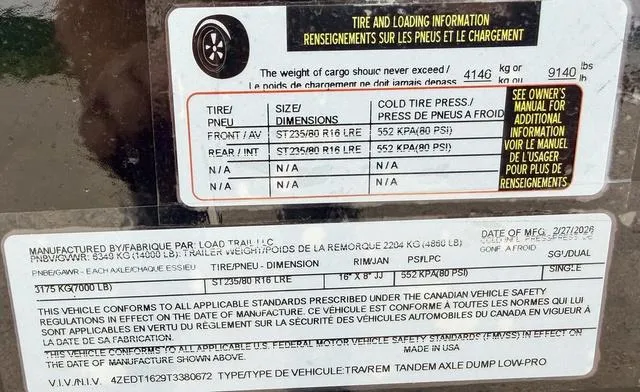 TIRE AND LOADING INFORMATION
RENSEIGNEMENTS SUR LES PNEUS ET LE CHARGEMENT
The weight of cargo should never exceed / 4146 kg or 9140 lbs
Le poids de chargement ne doit jamais depass kg ou lb
TIRE/ SIZE/ COLD TIRE PRESS./
PNEU DIMENSIONS PRESS DE PNEUS A FROID
FRONT / AV ST235/80 R16 LRE 552 KPA(80 PSI)
REAR / INT ST235/80 R16 LRE 552 KPA(80 PSI)
N/A N/A N/A
N/A N/A N/A
SEE OWNER'S
MANUAL FOR
ADDITIONAL
INFORMATION
VOIR LE MANUEL
DE L'USAGER
POUR PLUS DE
RENSEIGNEMENTS
MANUFACTURED BY/FABRIQUE PAR: LOAD TRAIL LLC DATE OF MFG. 2/27/2026
PNBV/GVWR: 6349 KG (14000 LB): TRAILER WEIGHT/POIDS DE LA REMORQUE 2204 KG (4860 LB)
GONF. A FROID
PNBE/GAWR - EACH AXLE/CHAQUE ESSIEU TIRE/PNEU - DIMENSION RIM/JAN PSI/LPC SGL/DUAL
3175 KG(7000 LB) ST235/80 R16 LRE 16" X 8" JJ 552 KPA(80 PSI) SINGLE
THIS VEHICLE CONFORMS TO ALL APPLICABLE STANDARDS PRESCRIBED UNDER THE CANADIAN VEHICLE SAFETY
REGULATIONS IN EFFECT ON THE DATE OF MANUFACTURE. CE VÉHICULE EST CONFORME À TOUTES LES NORMES QUI LUI
SONT APPLICABLES EN VERTU DU RÈGLEMENT SUR LA SÉCURITÉ DES VÉHICULES AUTOMOBILES DU CANADA EN VIGUEUR À
LA DATE DE SA FABRICATION.
THIS VEHICLE CONFORMS TO ALL APPLICABLE U.S. FEDERAL MOTOR VEHICLE SAFETY STANDARDS (FMVSS) IN EFFECT ON
THE DATE OF MANUFACTURE SHOWN ABOVE. MADE IN USA
V.I.V./N.I.V. 4ZEDT1629T3380672 TYPE/TYPE DE VEHICULE: TRA/REM TANDEM AXLE DUMP LOW-PRO